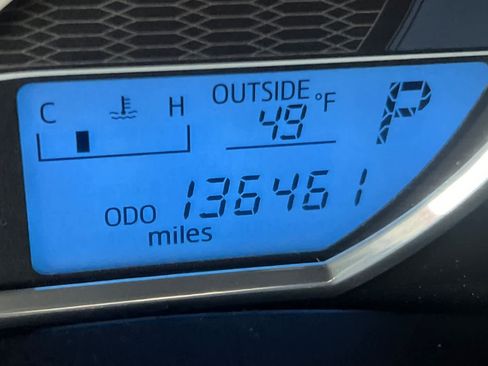 C H OUTSIDE P
49 °F
ODO 136461
miles